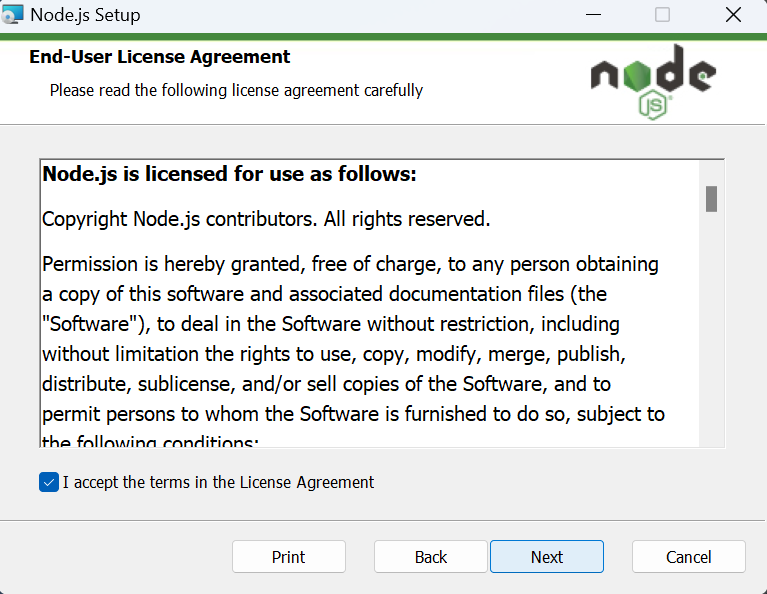 Node.js Setup
End-User License Agreement
Please read the following license agreement carefully
node
JS
Node.js is licensed for use as follows:
Copyright Node.js contributors. All rights reserved.
Permission is hereby granted, free of charge, to any person obtaining
a copy of this software and associated documentation files (the
"Software"), to deal in the Software without restriction, including
without limitation the rights to use, copy, modify, merge, publish,
distribute, sublicense, and/or sell copies of the Software, and to
permit persons to whom the Software is furnished to do so, subject to
the following conditions:
I accept the terms in the License Agreement
Print Back Next Cancel